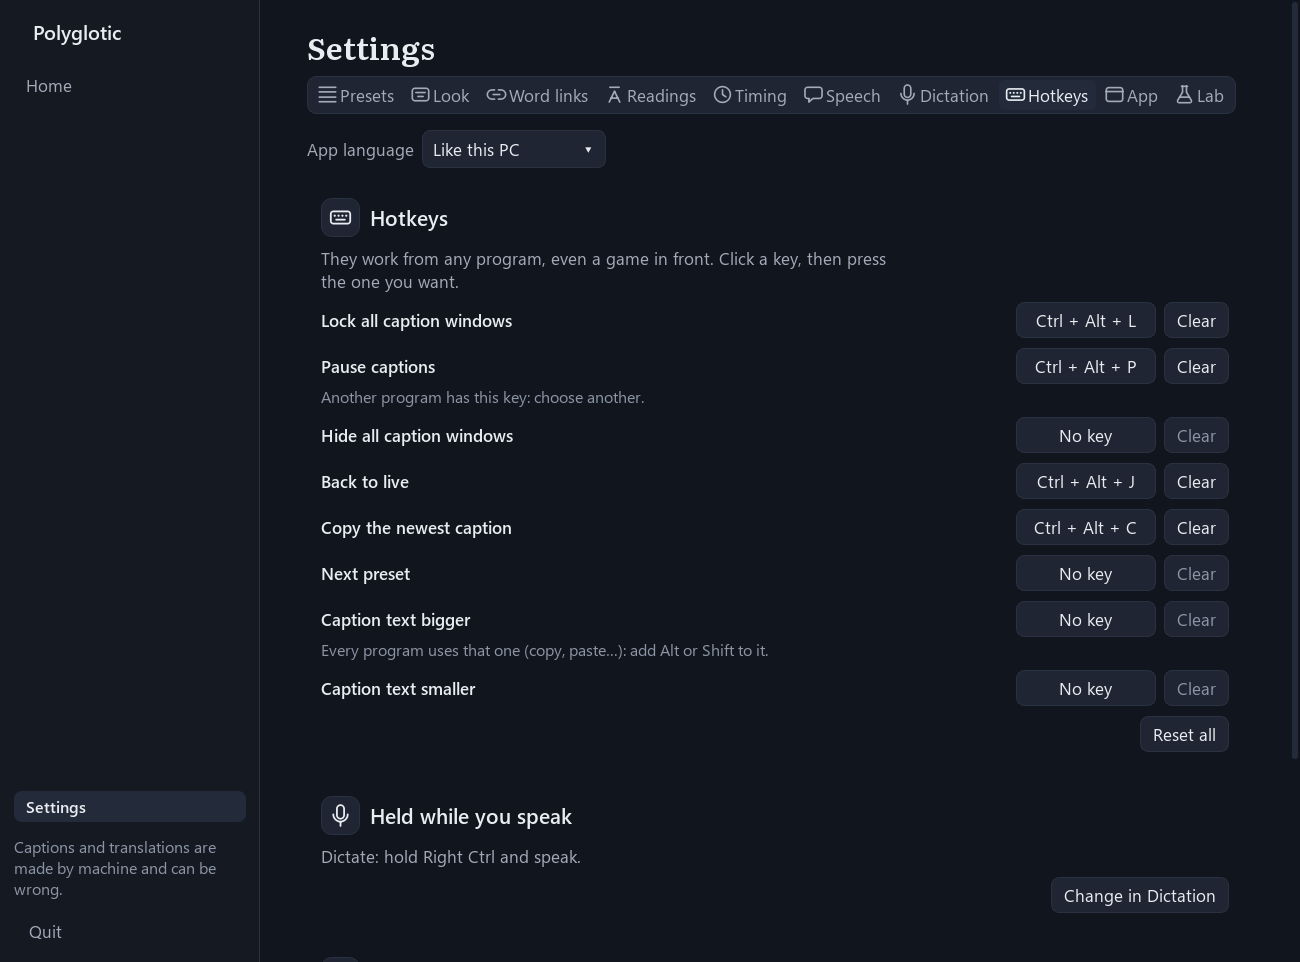 Polyglotic
Home
Settings
Captions and translations are
made by machine and can be
wrong.
Quit
Settings
Presets
Look
Word links
Readings
Timing
Speech
Dictation
Hotkeys
App
Lab
App language
Like this PC
Hotkeys
They work from any program, even a game in front. Click a key, then press
the one you want.
Lock all caption windows
Ctrl + Alt + L
Clear
Pause captions
Ctrl + Alt + P
Clear
Another program has this key: choose another.
Hide all caption windows
No key
Clear
Back to live
Ctrl + Alt + J
Clear
Copy the newest caption
Ctrl + Alt + C
Clear
Next preset
No key
Clear
Caption text bigger
No key
Clear
Every program uses that one (copy, paste…): add Alt or Shift to it.
Caption text smaller
No key
Clear
Reset all
Held while you speak
Dictate: hold Right Ctrl and speak.
Change in Dictation